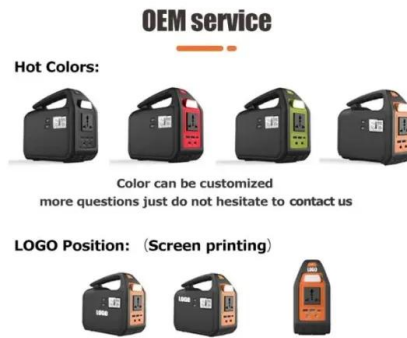 OEM service
Hot Colors:
Color can be customized
more questions just do not hesitate to contact us
LOGO Position: （Screen printing）
LOGO
LOGO
LOGO